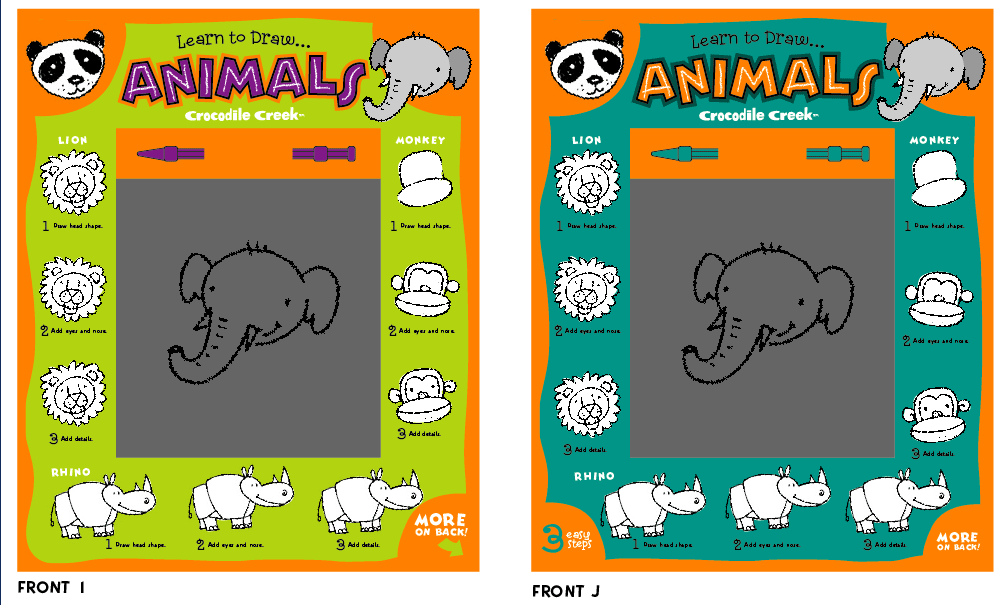 Learn to Draw...
ANIMALS
Crocodile Creek™
LION
MONKEY
1 Draw head shape.
1 Draw head shape.
2 Add eyes and nose.
2 Add eyes and nose.
3 Add details.
3 Add details.
RHINO
1 Draw head shape.
2 Add eyes and nose.
3 Add details.
MORE
ON BACK!
FRONT I
Learn to Draw...
ANIMALS
Crocodile Creek™
LION
MONKEY
1 Draw head shape.
1 Draw head shape.
2 Add eyes and nose.
2 Add eyes and nose.
3 Add details.
3 Add details.
RHINO
3 easy
steps
1 Draw head shape.
2 Add eyes and nose.
3 Add details.
MORE
ON BACK!
FRONT J